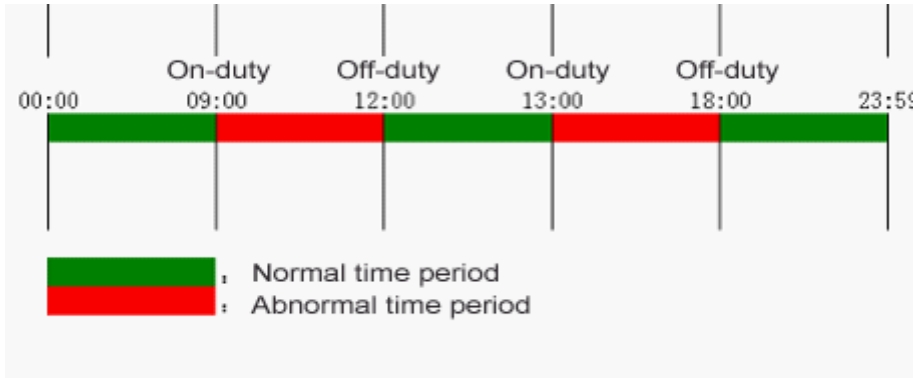 On-duty Off-duty On-duty Off-duty
00:00 09:00 12:00 13:00 18:00 23:59
: Normal time period
: Abnormal time period